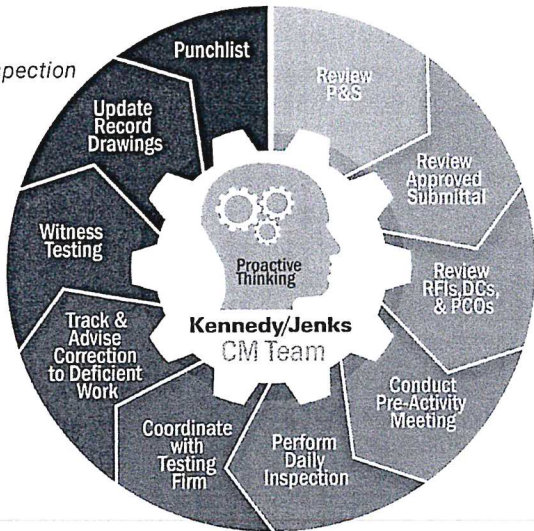 spection
Punchlist
Review
P&S
Update
Record
Drawings
Review
Approved
Submittal
Witness
Testing
Proactive
Thinking
Review
RFIs,DCs,
& PCOs
Kennedy/Jenks
CM Team
Track &
Advise
Correction
to Deficient
Work
Conduct
Pre-Activity
Meeting
Coordinate
with
Testing
Firm
Perform
Daily
Inspection